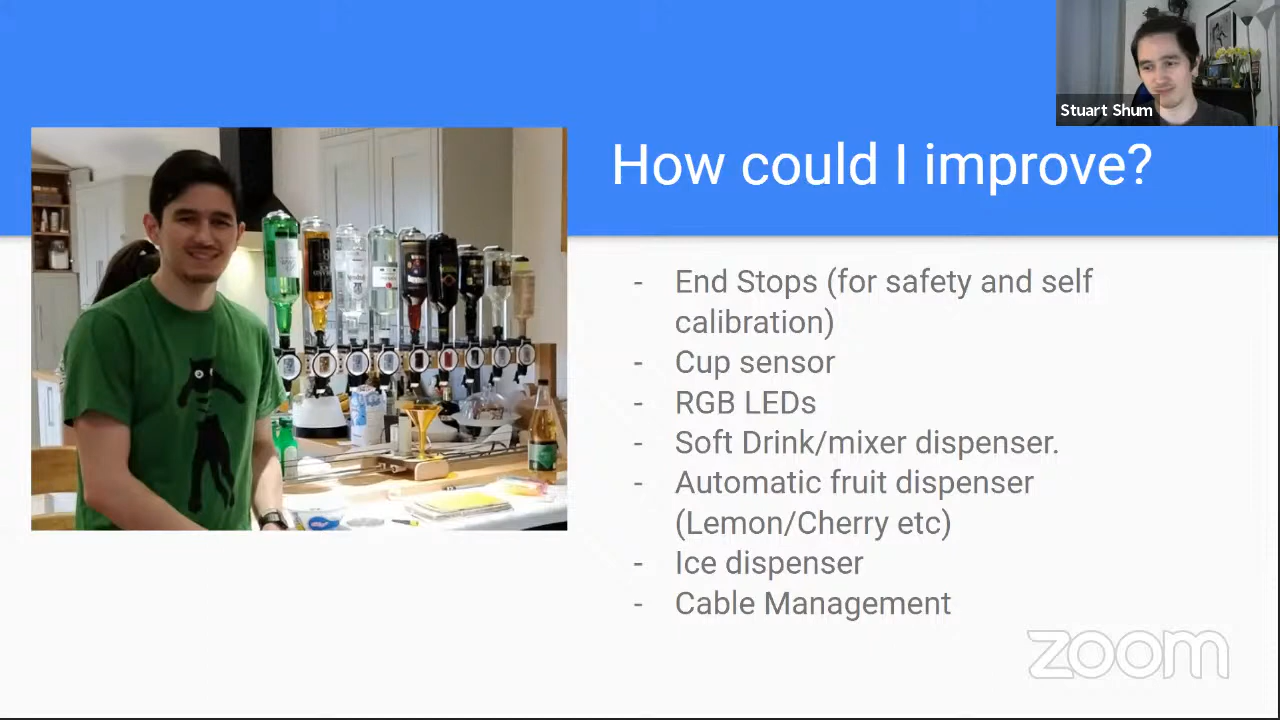 Stuart Shum
How could I improve?
- End Stops (for safety and self
calibration)
- Cup sensor
- RGB LEDs
- Soft Drink/mixer dispenser.
- Automatic fruit dispenser
(Lemon/Cherry etc)
- Ice dispenser
- Cable Management
zoom